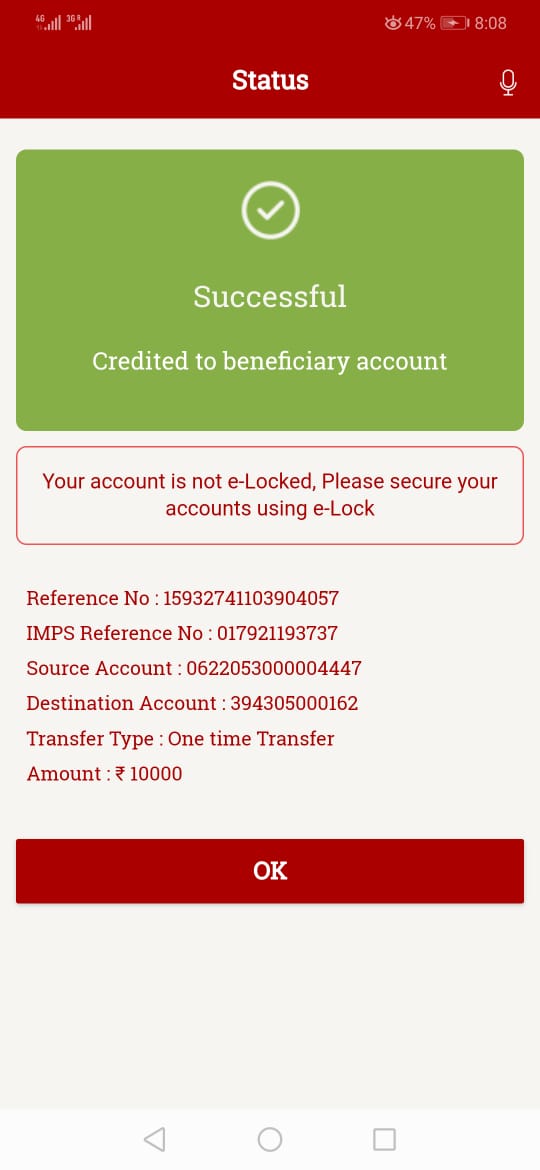 4G 3G R 47% 8:08
Status
Successful
Credited to beneficiary account
Your account is not e-Locked, Please secure your
accounts using e-Lock
Reference No : 15932741103904057
IMPS Reference No : 017921193737
Source Account : 0622053000004447
Destination Account : 394305000162
Transfer Type : One time Transfer
Amount : ₹ 10000
OK